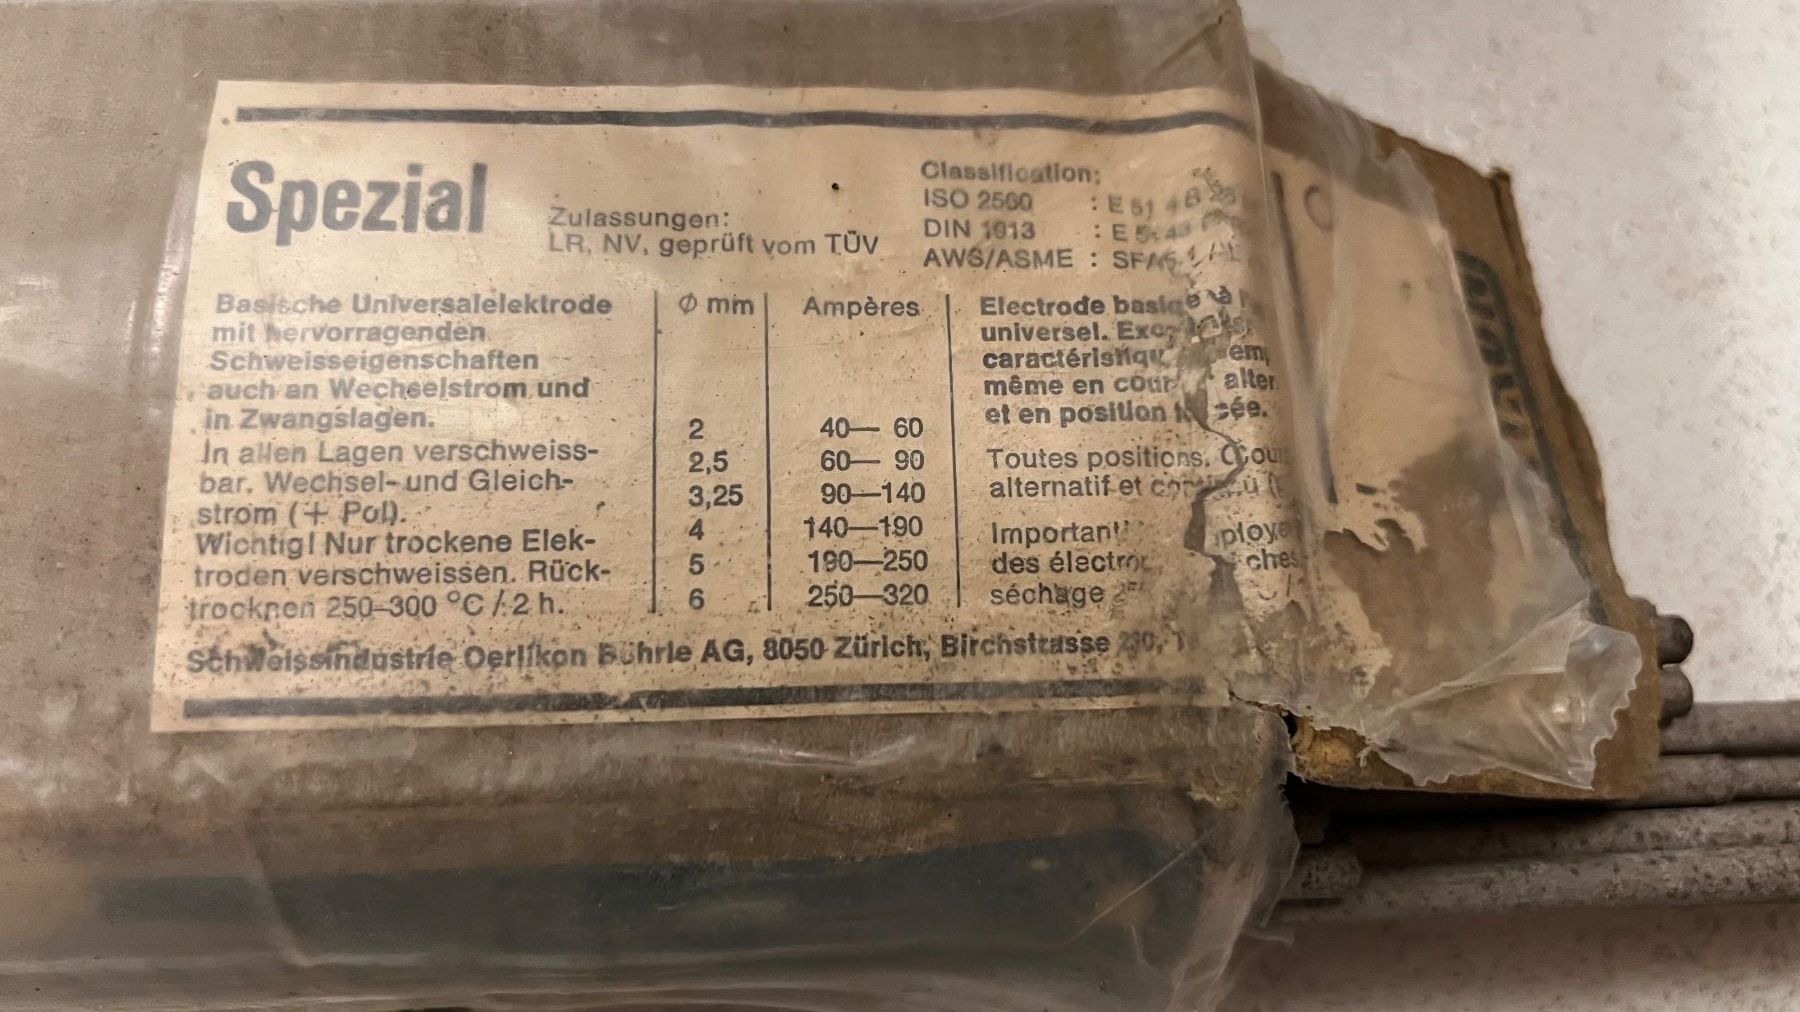 Spezial
Zulassungen:
LR, NV, geprüft vom TÜV
Classification:
ISO 2560 : E 51 4 B
DIN 1913 : E
AWS/ASME :
Basische Universalelektrode
mit hervorragenden
Schweisseigenschaften
auch an Wechselstrom und
in Zwangslagen.
In allen Lagen verschweiss-
bar. Wechsel- und Gleich-
strom (+ Pol).
Wichtig! Nur trockene Elek-
troden verschweissen. Rück-
trocknen 250–300 °C / 2 h.
Ø mm Ampères
2 40— 60
2,5 60— 90
3,25 90—140
4 140—190
5 190—250
6 250—320
Electrode basique à
universel.
même en
et en position
Toutes positions.
alternatif et
Important!
des
séchage
Schweissindustrie Oerlikon Bührle AG, 8050 Zürich, Birchstrasse